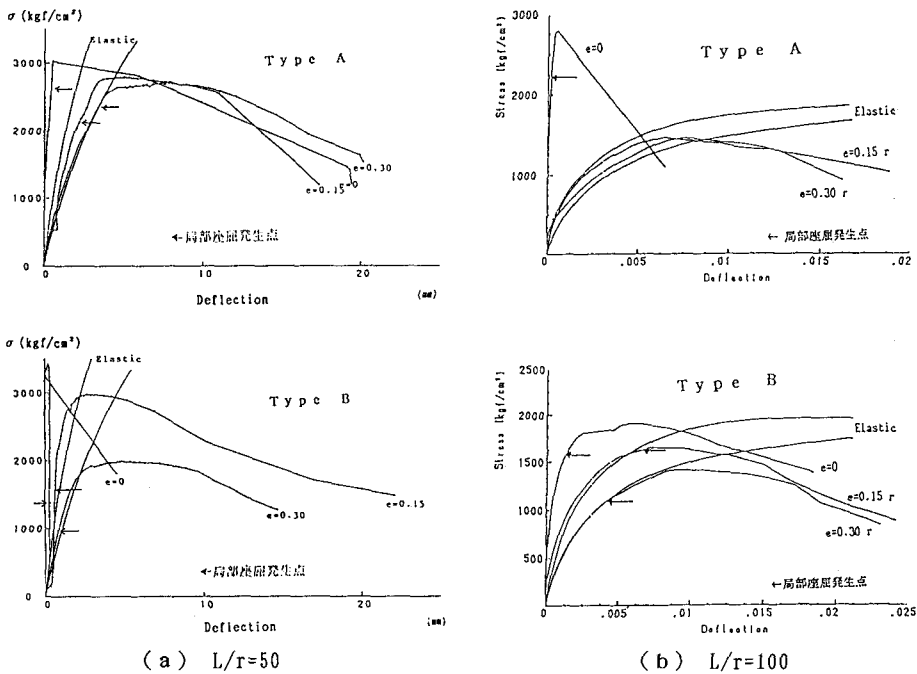 σ (kgf/cm²)
Elastic
Type A
3000
2000
1000
0
e=0.30
e=0
e=0.15
←局部座屈発生点
0
10
20
Deflection
(mm)
Stress (kgf/cm²)
3000
2000
1000
0
e=0
Type A
Elastic
e=0.15 r
e=0.30 r
← 局部座屈発生点
0
.005
.010
.015
.02
Deflection
σ (kgf/cm²)
Elastic
Type B
3000
2000
1000
0
e=0
e=0.30
e=0.15
←局部座屈発生点
0
10
20
Deflection
(mm)
Stress (kgf/cm²)
2500
2000
1500
1000
500
0
Type B
Elastic
e=0
e=0.15 r
e=0.30 r
←局部座屈発生点
0
.005
.010
.015
.020
.025
Deflection
(a) L/r=50
(b) L/r=100